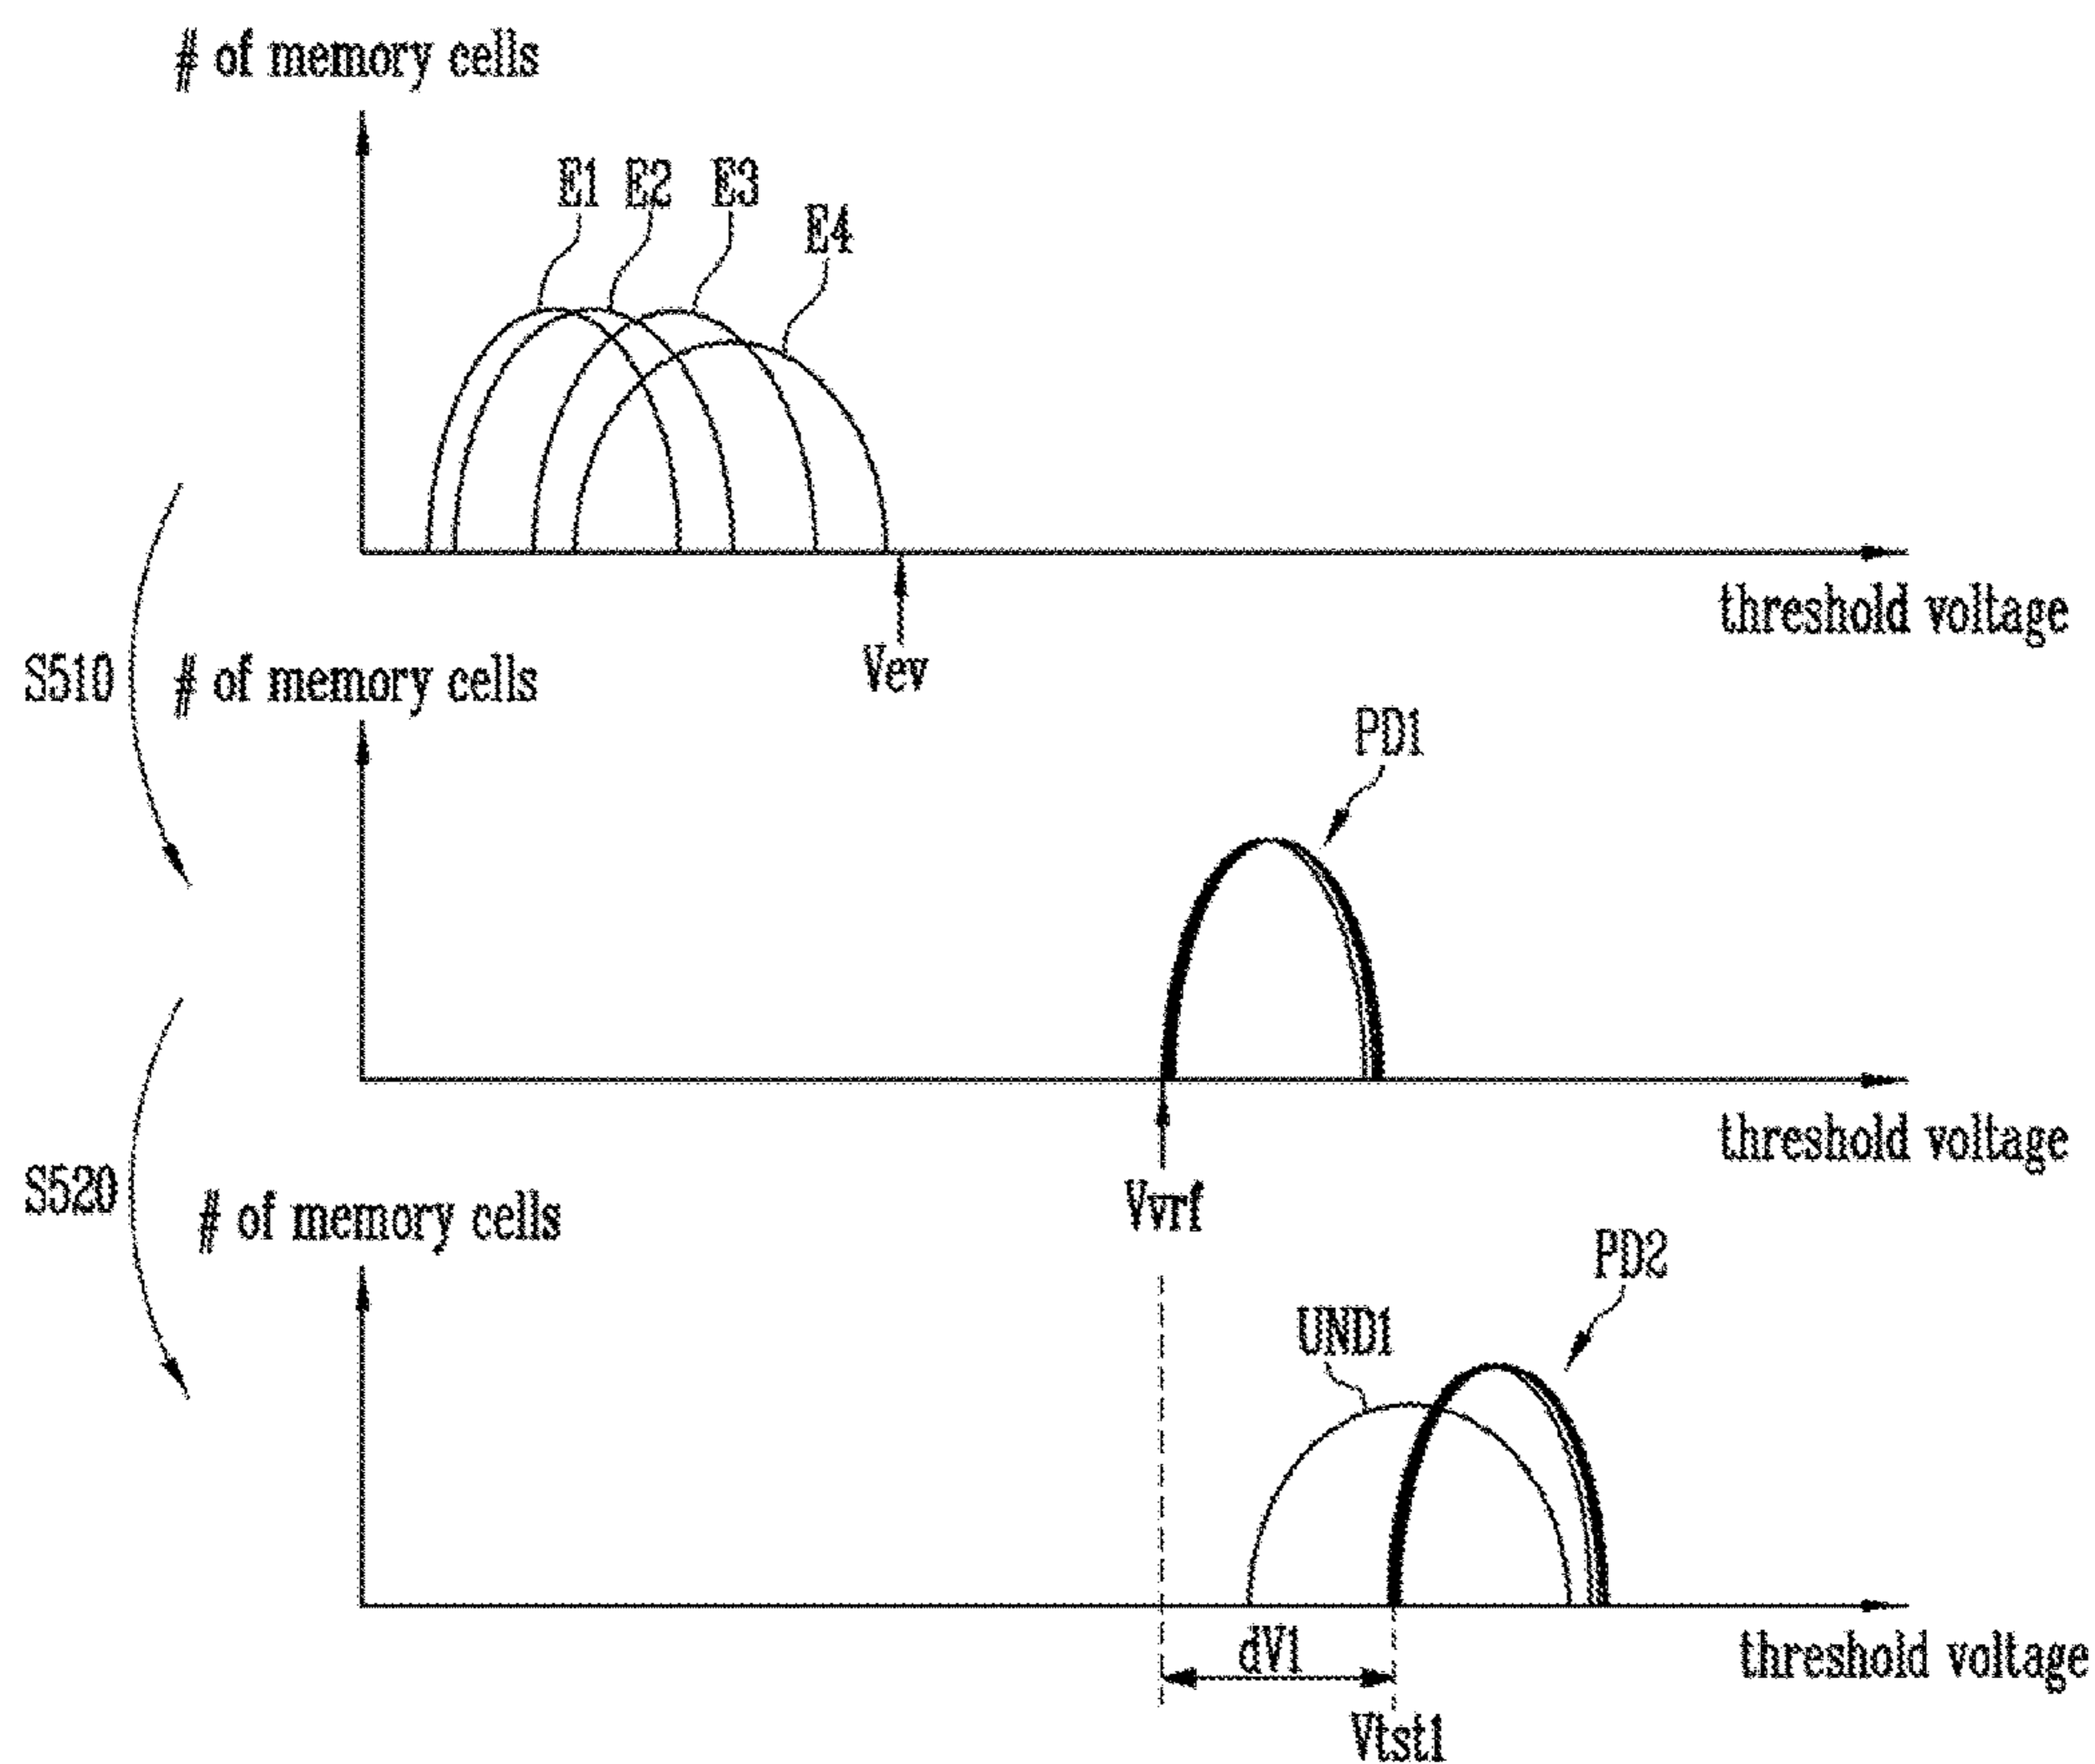 # of memory cells
E1 E2 E3
E4
threshold voltage
Vev
S510
# of memory cells
PD1
threshold voltage
Vvrf
S520
# of memory cells
PD2
UND1
dV1
threshold voltage
Vtst1